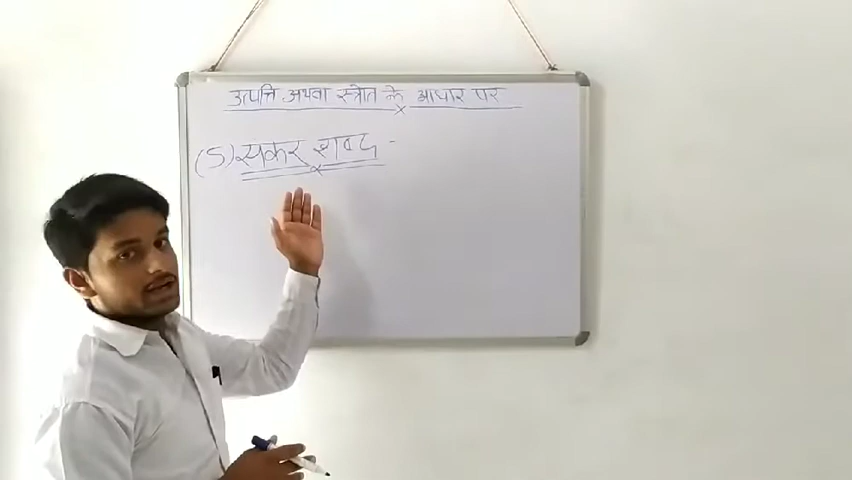 उत्पत्ति अथवा स्त्रोत के आधार पर
(5) संकर शब्द -